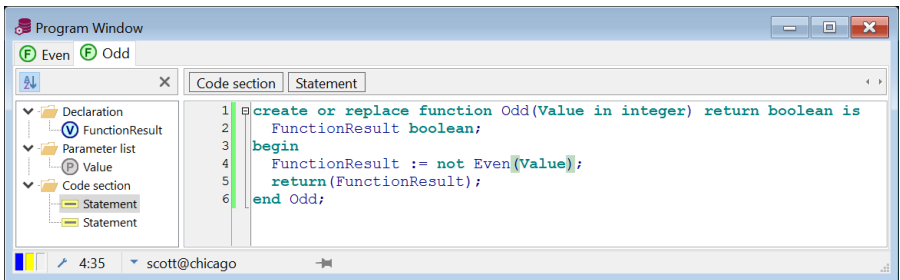 Program Window
F Even F Odd
A Z
Code section Statement
Declaration
V FunctionResult
Parameter list
P Value
Code section
Statement
Statement
1 create or replace function Odd(Value in integer) return boolean is
2 FunctionResult boolean;
3 begin
4 FunctionResult := not Even(Value);
5 return(FunctionResult);
6 end Odd;
4:35 scott@chicago